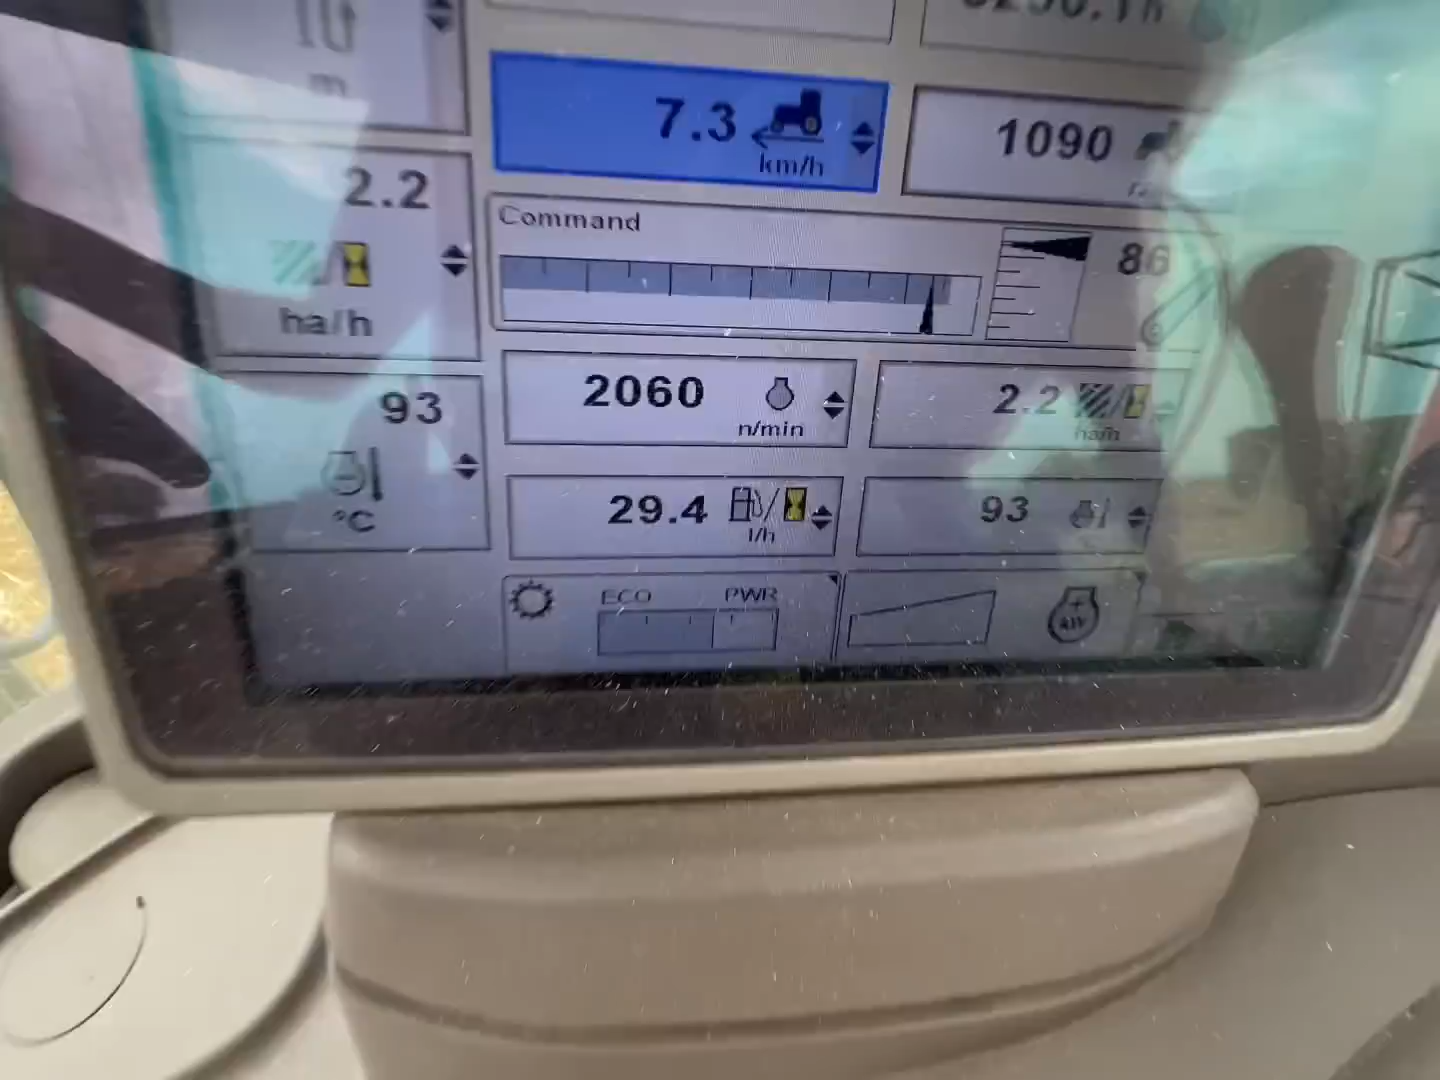 m
7.3
km/h
1090
2.2
ha/h
Command
86
2060
n/min
2.2
ha/h
93
°C
29.4
l/h
93
ECO PWR
kW